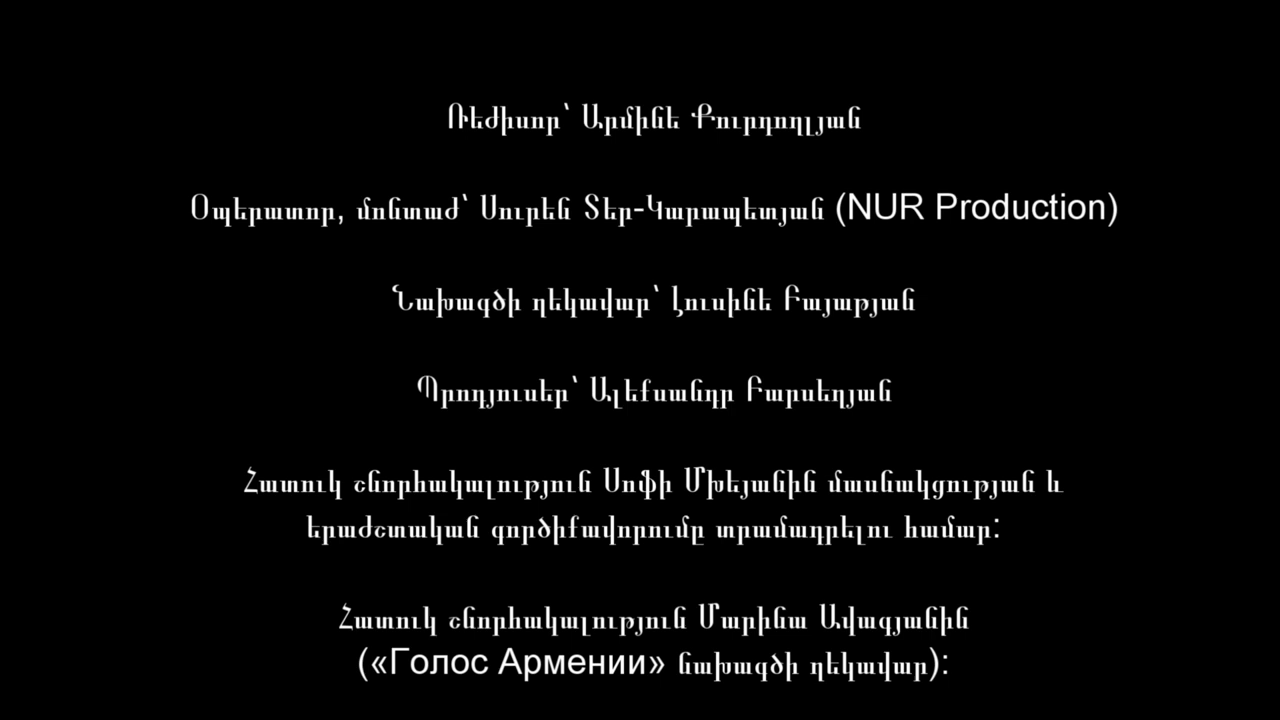 Ռեժիսոր՝ Արմինե Քուրդօղլյան
Օպերատոր, մոնտաժ՝ Սուրեն Տեր-Կարապետյան (NUR Production)
Նախագծի ղեկավար՝ Լուսինե Բայաթյան
Պրոդյուսեր՝ Ալեքսանդր Բարսեղյան
Հատուկ շնորհակալություն Սոֆի Մխեյանին մասնակցության և
երաժշտական գործիքավորումը տրամադրելու համար:
Հատուկ շնորհակալություն Մարինա Ավագյանին
(«Голос Армении» նախագծի ղեկավար):